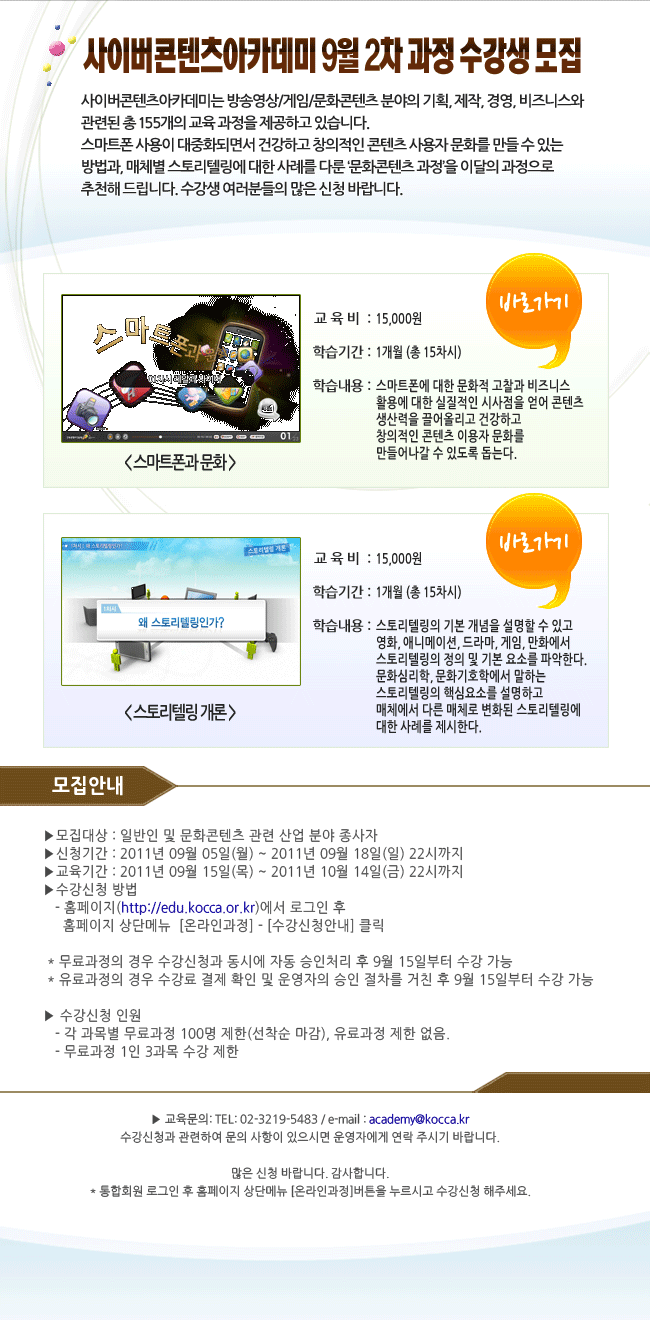 사이버콘텐츠아카데미 9월 2차 과정 수강생 모집
사이버콘텐츠아카데미는 방송영상/게임/문화콘텐츠 분야의 기획, 제작, 경영, 비즈니스와
관련된 총 155개의 교육 과정을 제공하고 있습니다.
스마트폰 사용이 대중화되면서 건강하고 창의적인 콘텐츠 사용자 문화를 만들 수 있는
방법과, 매체별 스토리텔링에 대한 사례를 다룬 '문화콘텐츠 과정'을 이달의 과정으로
추천해 드립니다. 수강생 여러분들의 많은 신청 바랍니다.
바로가기
스마트폰과
01
<스마트폰과 문화>
교 육 비 : 15,000원
학습기간 : 1개월 (총 15차시)
학습내용 : 스마트폰에 대한 문화적 고찰과 비즈니스
활용에 대한 실질적인 시사점을 얻어 콘텐츠
생산력을 끌어올리고 건강하고
창의적인 콘텐츠 이용자 문화를
만들어나갈 수 있도록 돕는다.
바로가기
1차시 왜 스토리텔링인가?
스토리텔링 개론
1차시
왜 스토리텔링인가?
<스토리텔링 개론>
교 육 비 : 15,000원
학습기간 : 1개월 (총 15차시)
학습내용 : 스토리텔링의 기본 개념을 설명할 수 있고
영화, 애니메이션, 드라마, 게임, 만화에서
스토리텔링의 정의 및 기본 요소를 파악한다.
문화심리학, 문화기호학에서 말하는
스토리텔링의 핵심요소를 설명하고
매체에서 다른 매체로 변화된 스토리텔링에
대한 사례를 제시한다.
모집안내
▶모집대상 : 일반인 및 문화콘텐츠 관련 산업 분야 종사자
▶신청기간 : 2011년 09월 05일(월) ~ 2011년 09월 18일(일) 22시까지
▶교육기간 : 2011년 09월 15일(목) ~ 2011년 10월 14일(금) 22시까지
▶수강신청 방법
- 홈페이지(http://edu.kocca.or.kr)에서 로그인 후
홈페이지 상단메뉴 [온라인과정] - [수강신청안내] 클릭
* 무료과정의 경우 수강신청과 동시에 자동 승인처리 후 9월 15일부터 수강 가능
* 유료과정의 경우 수강료 결제 확인 및 운영자의 승인 절차를 거친 후 9월 15일부터 수강 가능
▶ 수강신청 인원
- 각 과목별 무료과정 100명 제한(선착순 마감), 유료과정 제한 없음.
- 무료과정 1인 3과목 수강 제한
▶ 교육문의: TEL: 02-3219-5483 / e-mail : academy@kocca.kr
수강신청과 관련하여 문의 사항이 있으시면 운영자에게 연락 주시기 바랍니다.
많은 신청 바랍니다. 감사합니다.
* 통합회원 로그인 후 홈페이지 상단메뉴 [온라인과정]버튼을 누르시고 수강신청 해주세요.